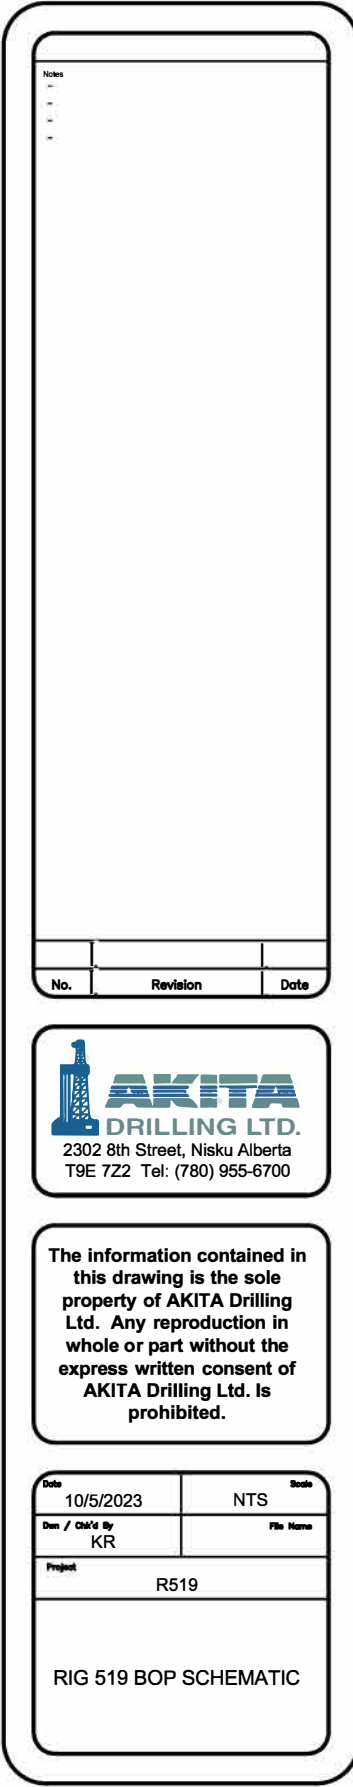 Notes
-
-
-
-
No. Revision Date
AKITA
DRILLING LTD.
2302 8th Street, Nisku Alberta
T9E 7Z2 Tel: (780) 955-6700
The information contained in
this drawing is the sole
property of AKITA Drilling
Ltd. Any reproduction in
whole or part without the
express written consent of
AKITA Drilling Ltd. Is
prohibited.
Date Scale
10/5/2023 NTS
Dwn / Chk'd By File Name
KR
Project
R519
RIG 519 BOP SCHEMATIC